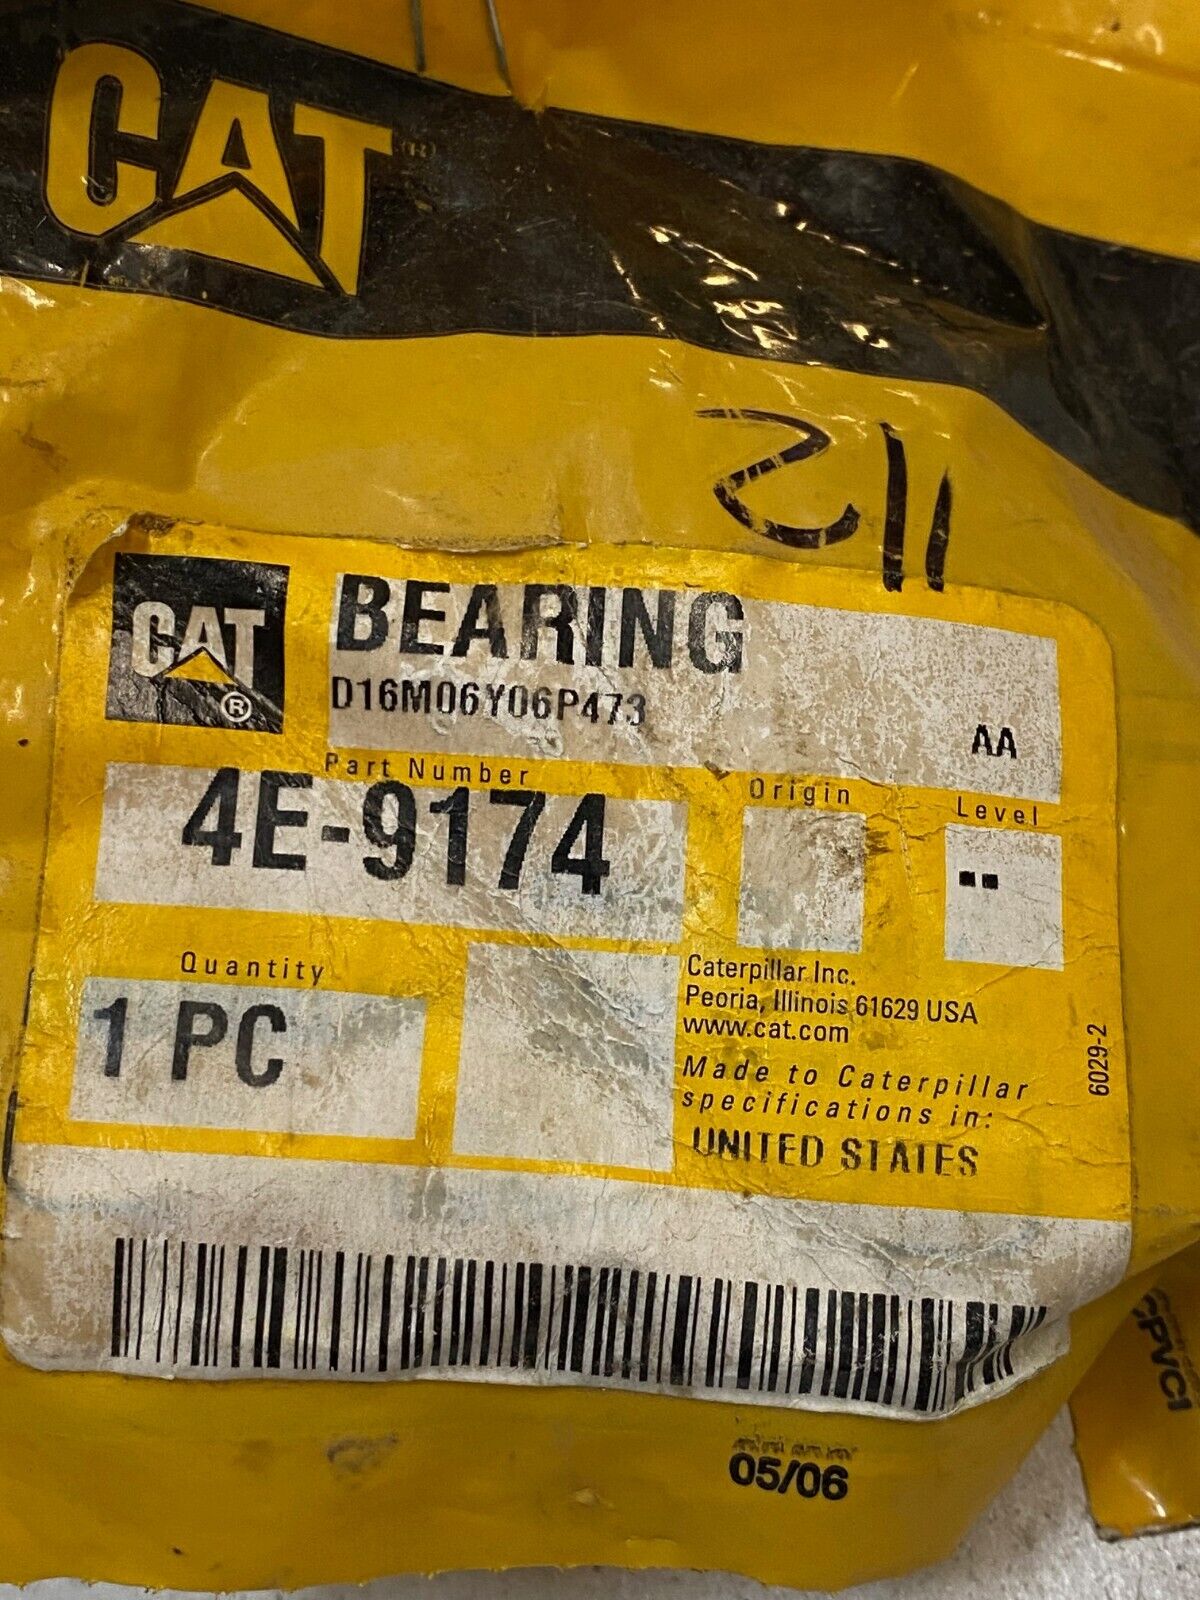 CAT
211
CAT®
BEARING
D16M06Y06P473
AA
Part Number
Origin
Level
4E-9174
--
Quantity
1 PC
Caterpillar Inc.
Peoria, Illinois 61629 USA
www.cat.com
Made to Caterpillar
specifications in:
UNITED STATES
6029-2
05/06
CPVCI